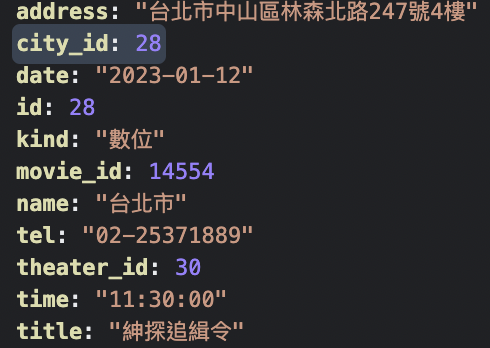 address: "台北市中山區林森北路247號4樓"
city_id: 28
date: "2023-01-12"
id: 28
kind: "數位"
movie_id: 14554
name: "台北市"
tel: "02-25371889"
theater_id: 30
time: "11:30:00"
title: "紳探追緝令"